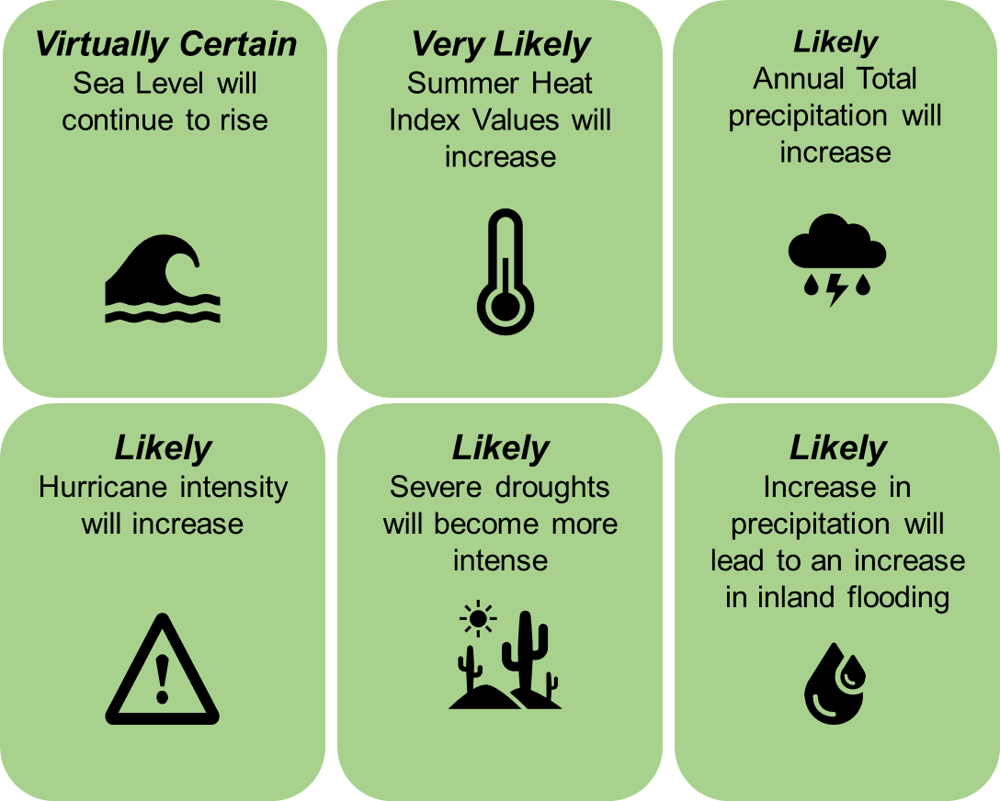 Virtually Certain
Sea Level will
continue to rise
Very Likely
Summer Heat
Index Values will
increase
Likely
Annual Total
precipitation will
increase
Likely
Hurricane intensity
will increase
Likely
Severe droughts
will become more
intense
Likely
Increase in
precipitation will
lead to an increase
in inland flooding